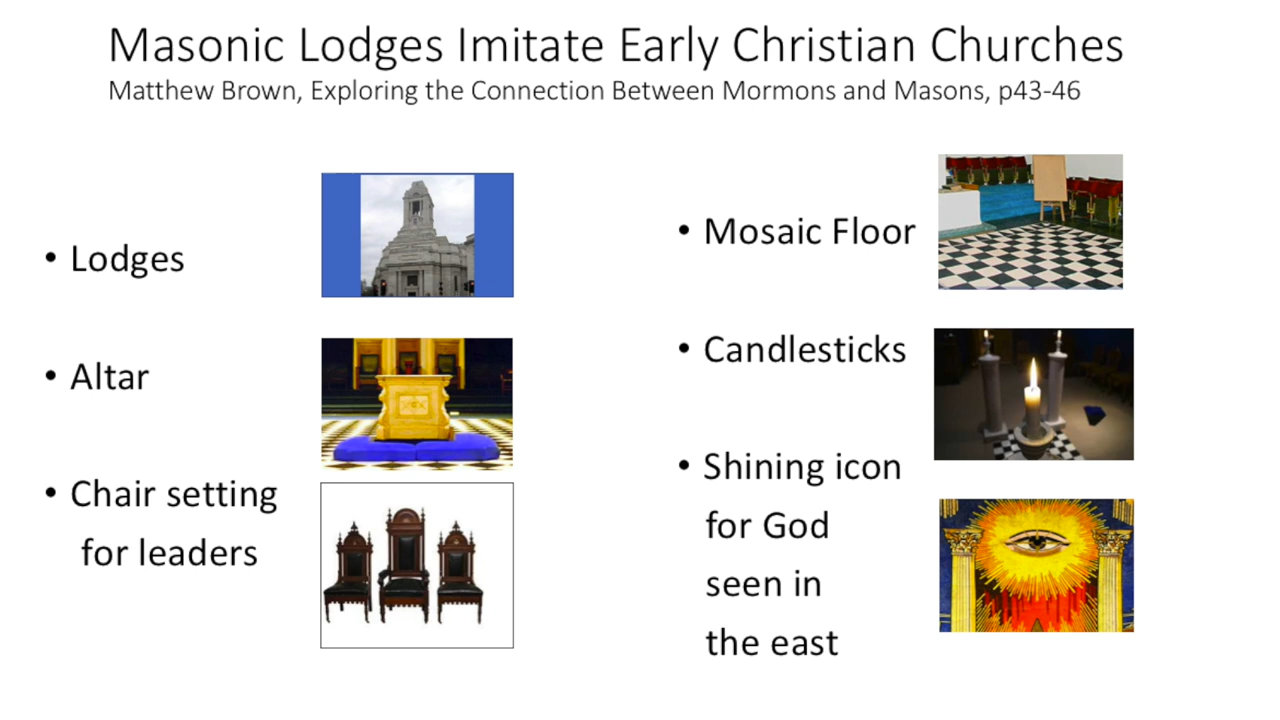 Masonic Lodges Imitate Early Christian Churches
Matthew Brown, Exploring the Connection Between Mormons and Masons, p43-46
• Lodges
• Altar
• Chair setting
for leaders
• Mosaic Floor
• Candlesticks
• Shining icon
for God
seen in
the east